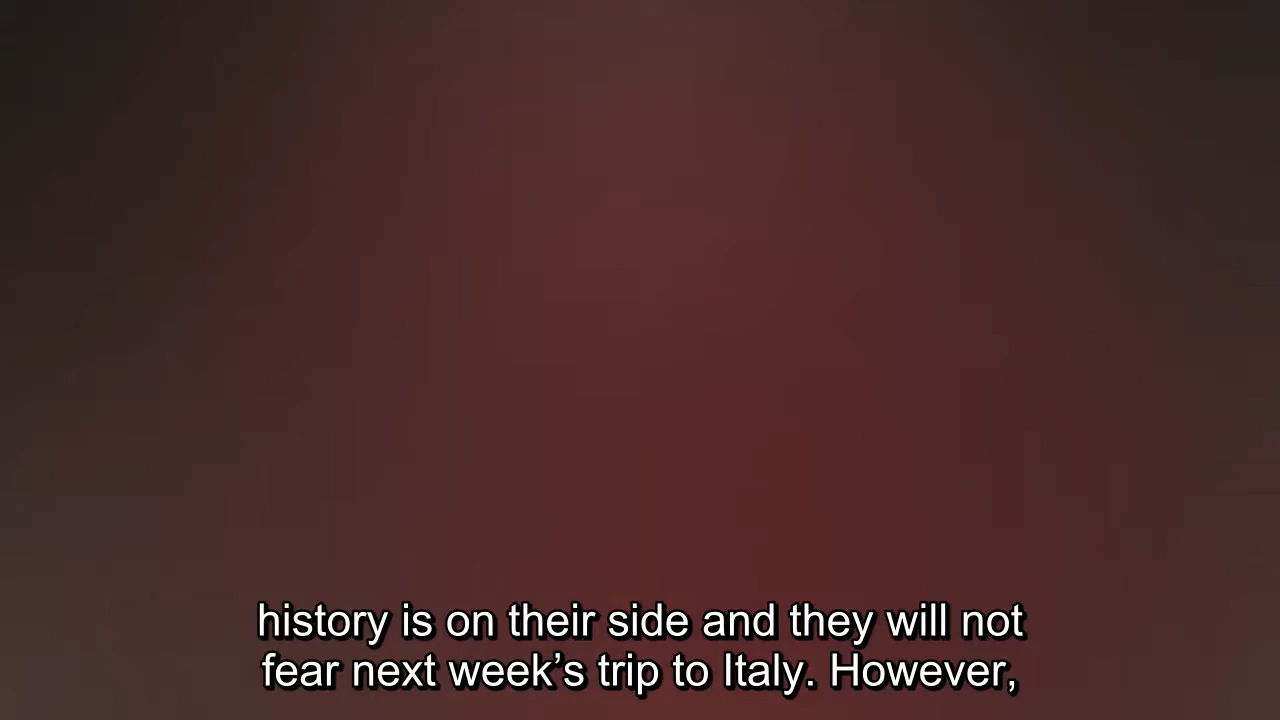 history is on their side and they will not
fear next week’s trip to Italy. However,